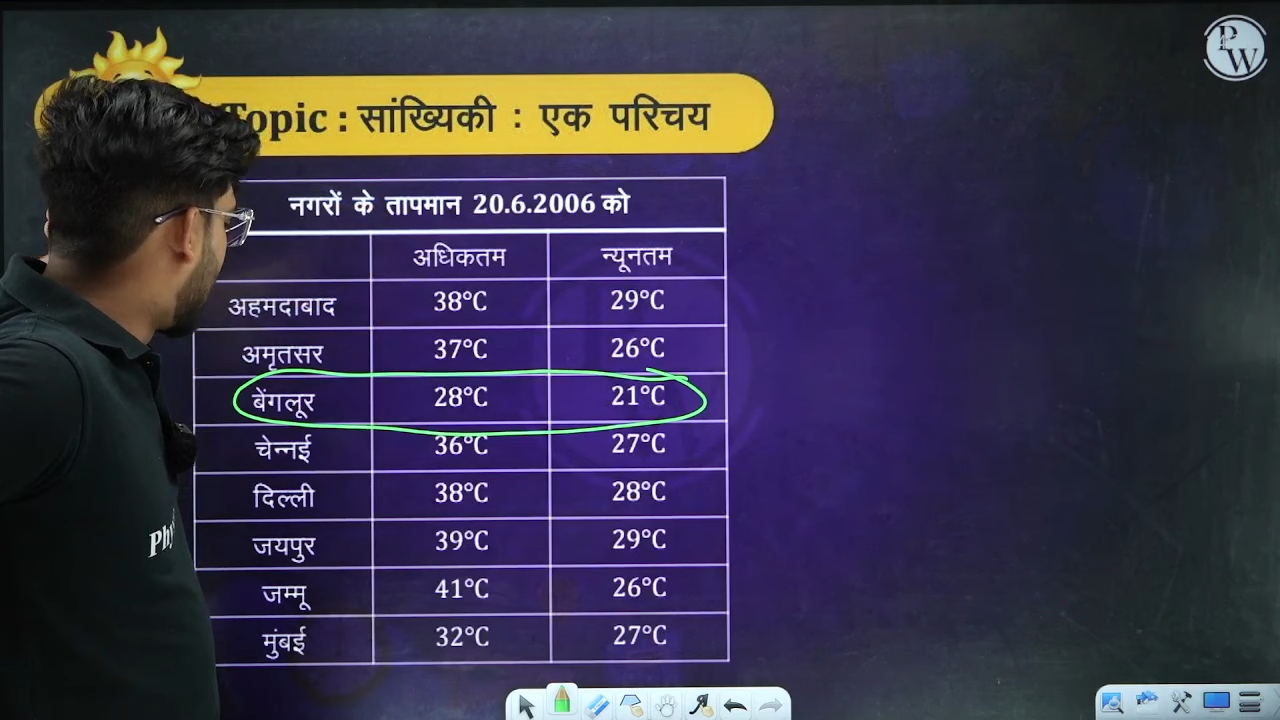 Topic : सांख्यिकी : एक परिचय
नगरों के तापमान 20.6.2006 को
अधिकतम न्यूनतम
अहमदाबाद 38°C 29°C
अमृतसर 37°C 26°C
बेंगलूर 28°C 21°C
चेन्नई 36°C 27°C
दिल्ली 38°C 28°C
जयपुर 39°C 29°C
जम्मू 41°C 26°C
मुंबई 32°C 27°C
PW